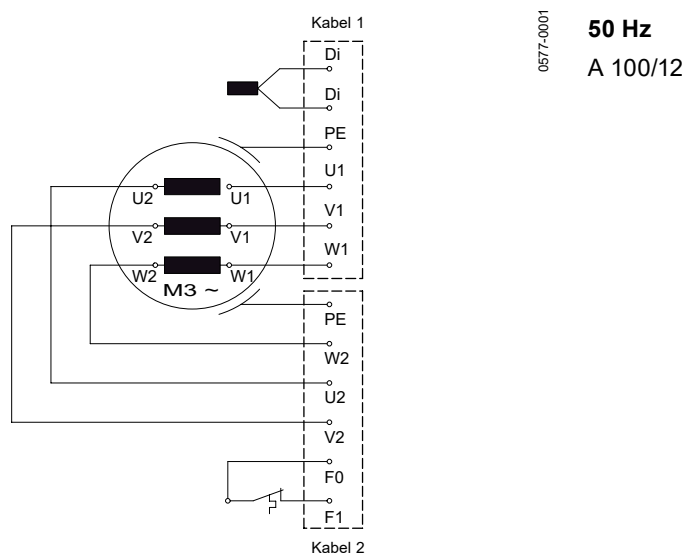 Kabel 1
0577-0001
50 Hz
A 100/12
Di
Di
PE
U1
V1
W1
U2 U1
V2 V1
W2 W1
M3 ~
PE
W2
U2
V2
F0
F1
Kabel 2